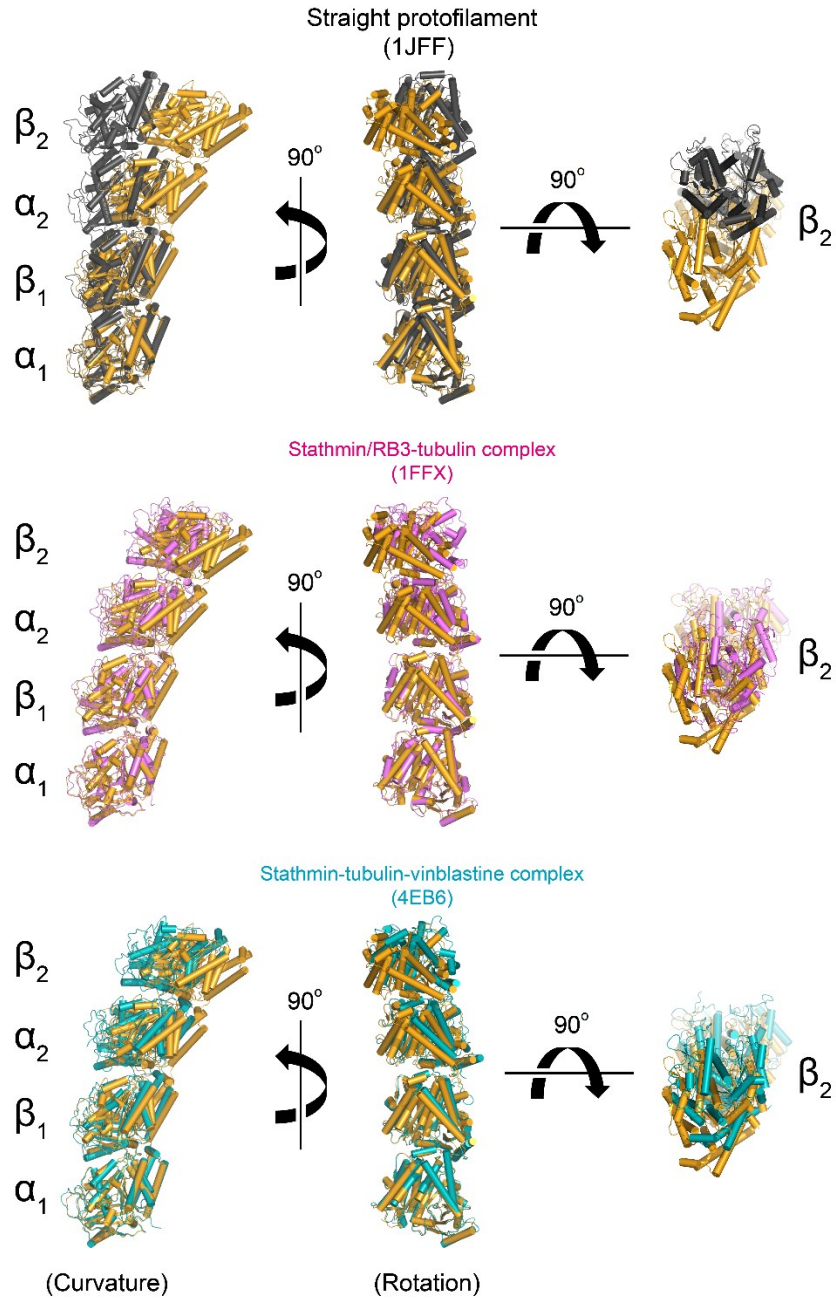 Straight protofilament
(1JFF)
β2
α2
β1
α1
90°
90°
β2
Stathmin/RB3-tubulin complex
(1FFX)
β2
α2
β1
α1
90°
90°
β2
Stathmin-tubulin-vinblastine complex
(4EB6)
β2
α2
β1
α1
90°
90°
β2
(Curvature)
(Rotation)